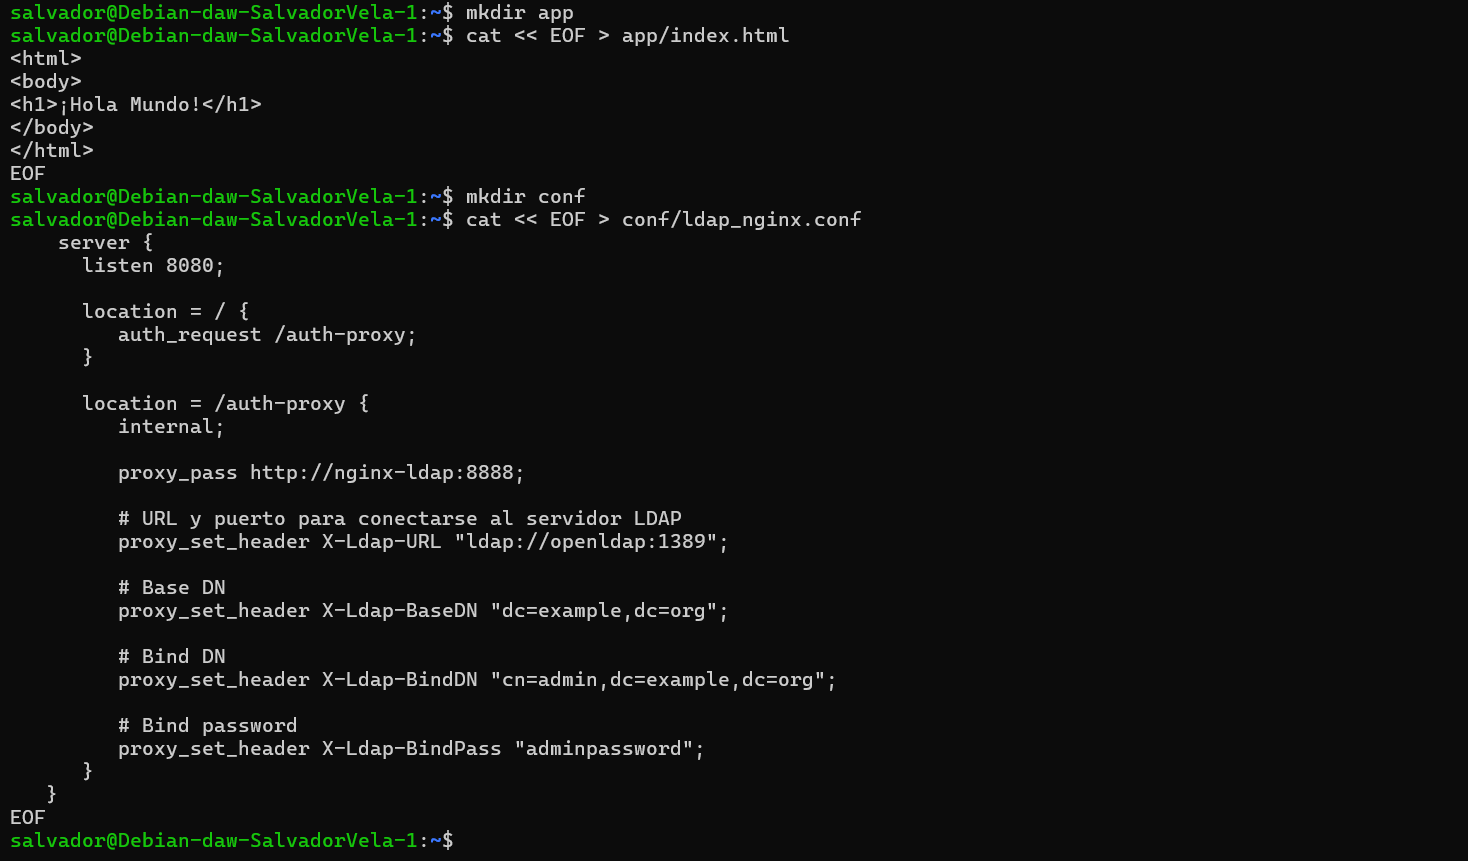 salvador@Debian-daw-SalvadorVela-1:~$ mkdir app
salvador@Debian-daw-SalvadorVela-1:~$ cat << EOF > app/index.html
<html>
<body>
<h1>¡Hola Mundo!</h1>
</body>
</html>
EOF
salvador@Debian-daw-SalvadorVela-1:~$ mkdir conf
salvador@Debian-daw-SalvadorVela-1:~$ cat << EOF > conf/ldap_nginx.conf
    server {
      listen 8080;

      location = / {
         auth_request /auth-proxy;
      }

      location = /auth-proxy {
         internal;

         proxy_pass http://nginx-ldap:8888;

         # URL y puerto para conectarse al servidor LDAP
         proxy_set_header X-Ldap-URL "ldap://openldap:1389";

         # Base DN
         proxy_set_header X-Ldap-BaseDN "dc=example,dc=org";

         # Bind DN
         proxy_set_header X-Ldap-BindDN "cn=admin,dc=example,dc=org";

         # Bind password
         proxy_set_header X-Ldap-BindPass "adminpassword";
      }
   }
EOF
salvador@Debian-daw-SalvadorVela-1:~$